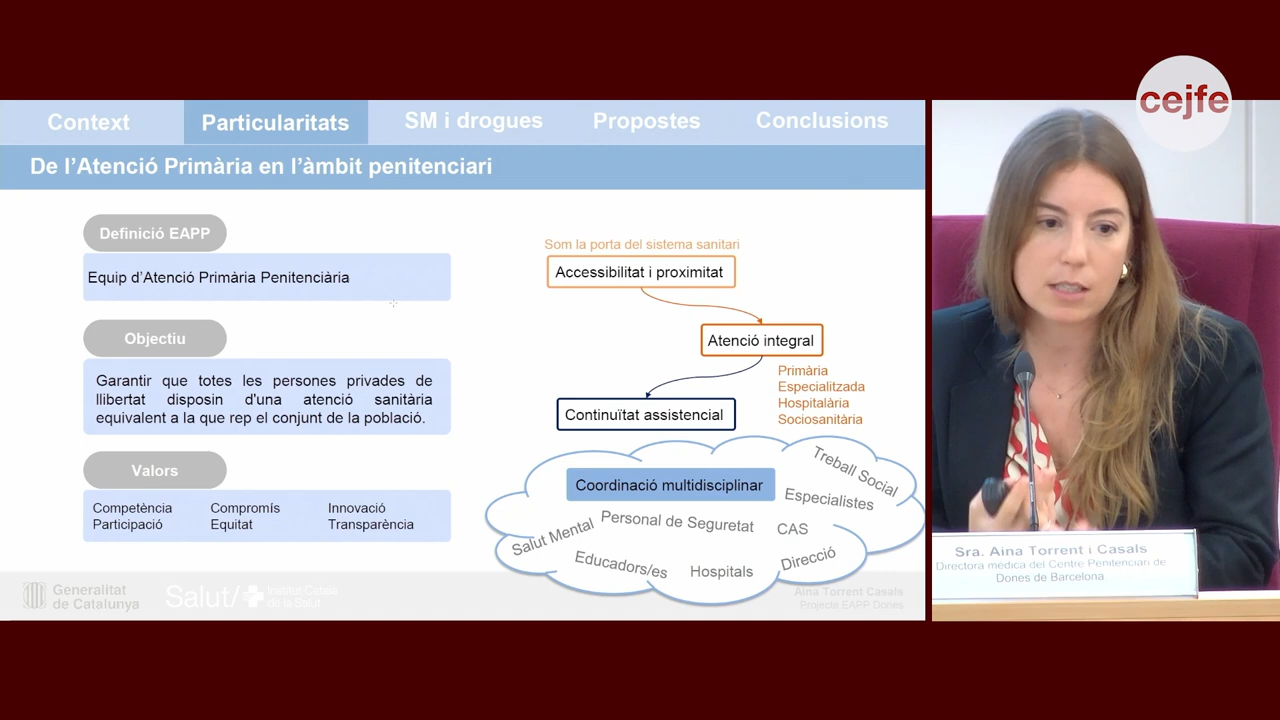 cejfe
Context
Particularitats
SM i drogues
Propostes
Conclusions
De l'Atenció Primària en l'àmbit penitenciari
Definició EAPP
Equip d'Atenció Primària Penitenciària
Objectiu
Garantir que totes les persones privades de
llibertat disposin d'una atenció sanitària
equivalent a la que rep el conjunt de la població.
Valors
Competència
Compromís
Innovació
Participació
Equitat
Transparència
Som la porta del sistema sanitari
Accessibilitat i proximitat
Atenció integral
Primària
Especialitzada
Hospitalària
Sociosanitària
Continuïtat assistencial
Coordinació multidisciplinar
Treball Social
Especialistes
Salut Mental
Personal de Seguretat
CAS
Educadors/es
Hospitals
Direcció
Generalitat
de Catalunya
Salut/
Institut Català
de la Salut
Aina Torrent Casals
Projecte EAPP Dones
Sra. Aina Torrent i Casals
Directora mèdica del Centre Penitenciari de
Dones de Barcelona